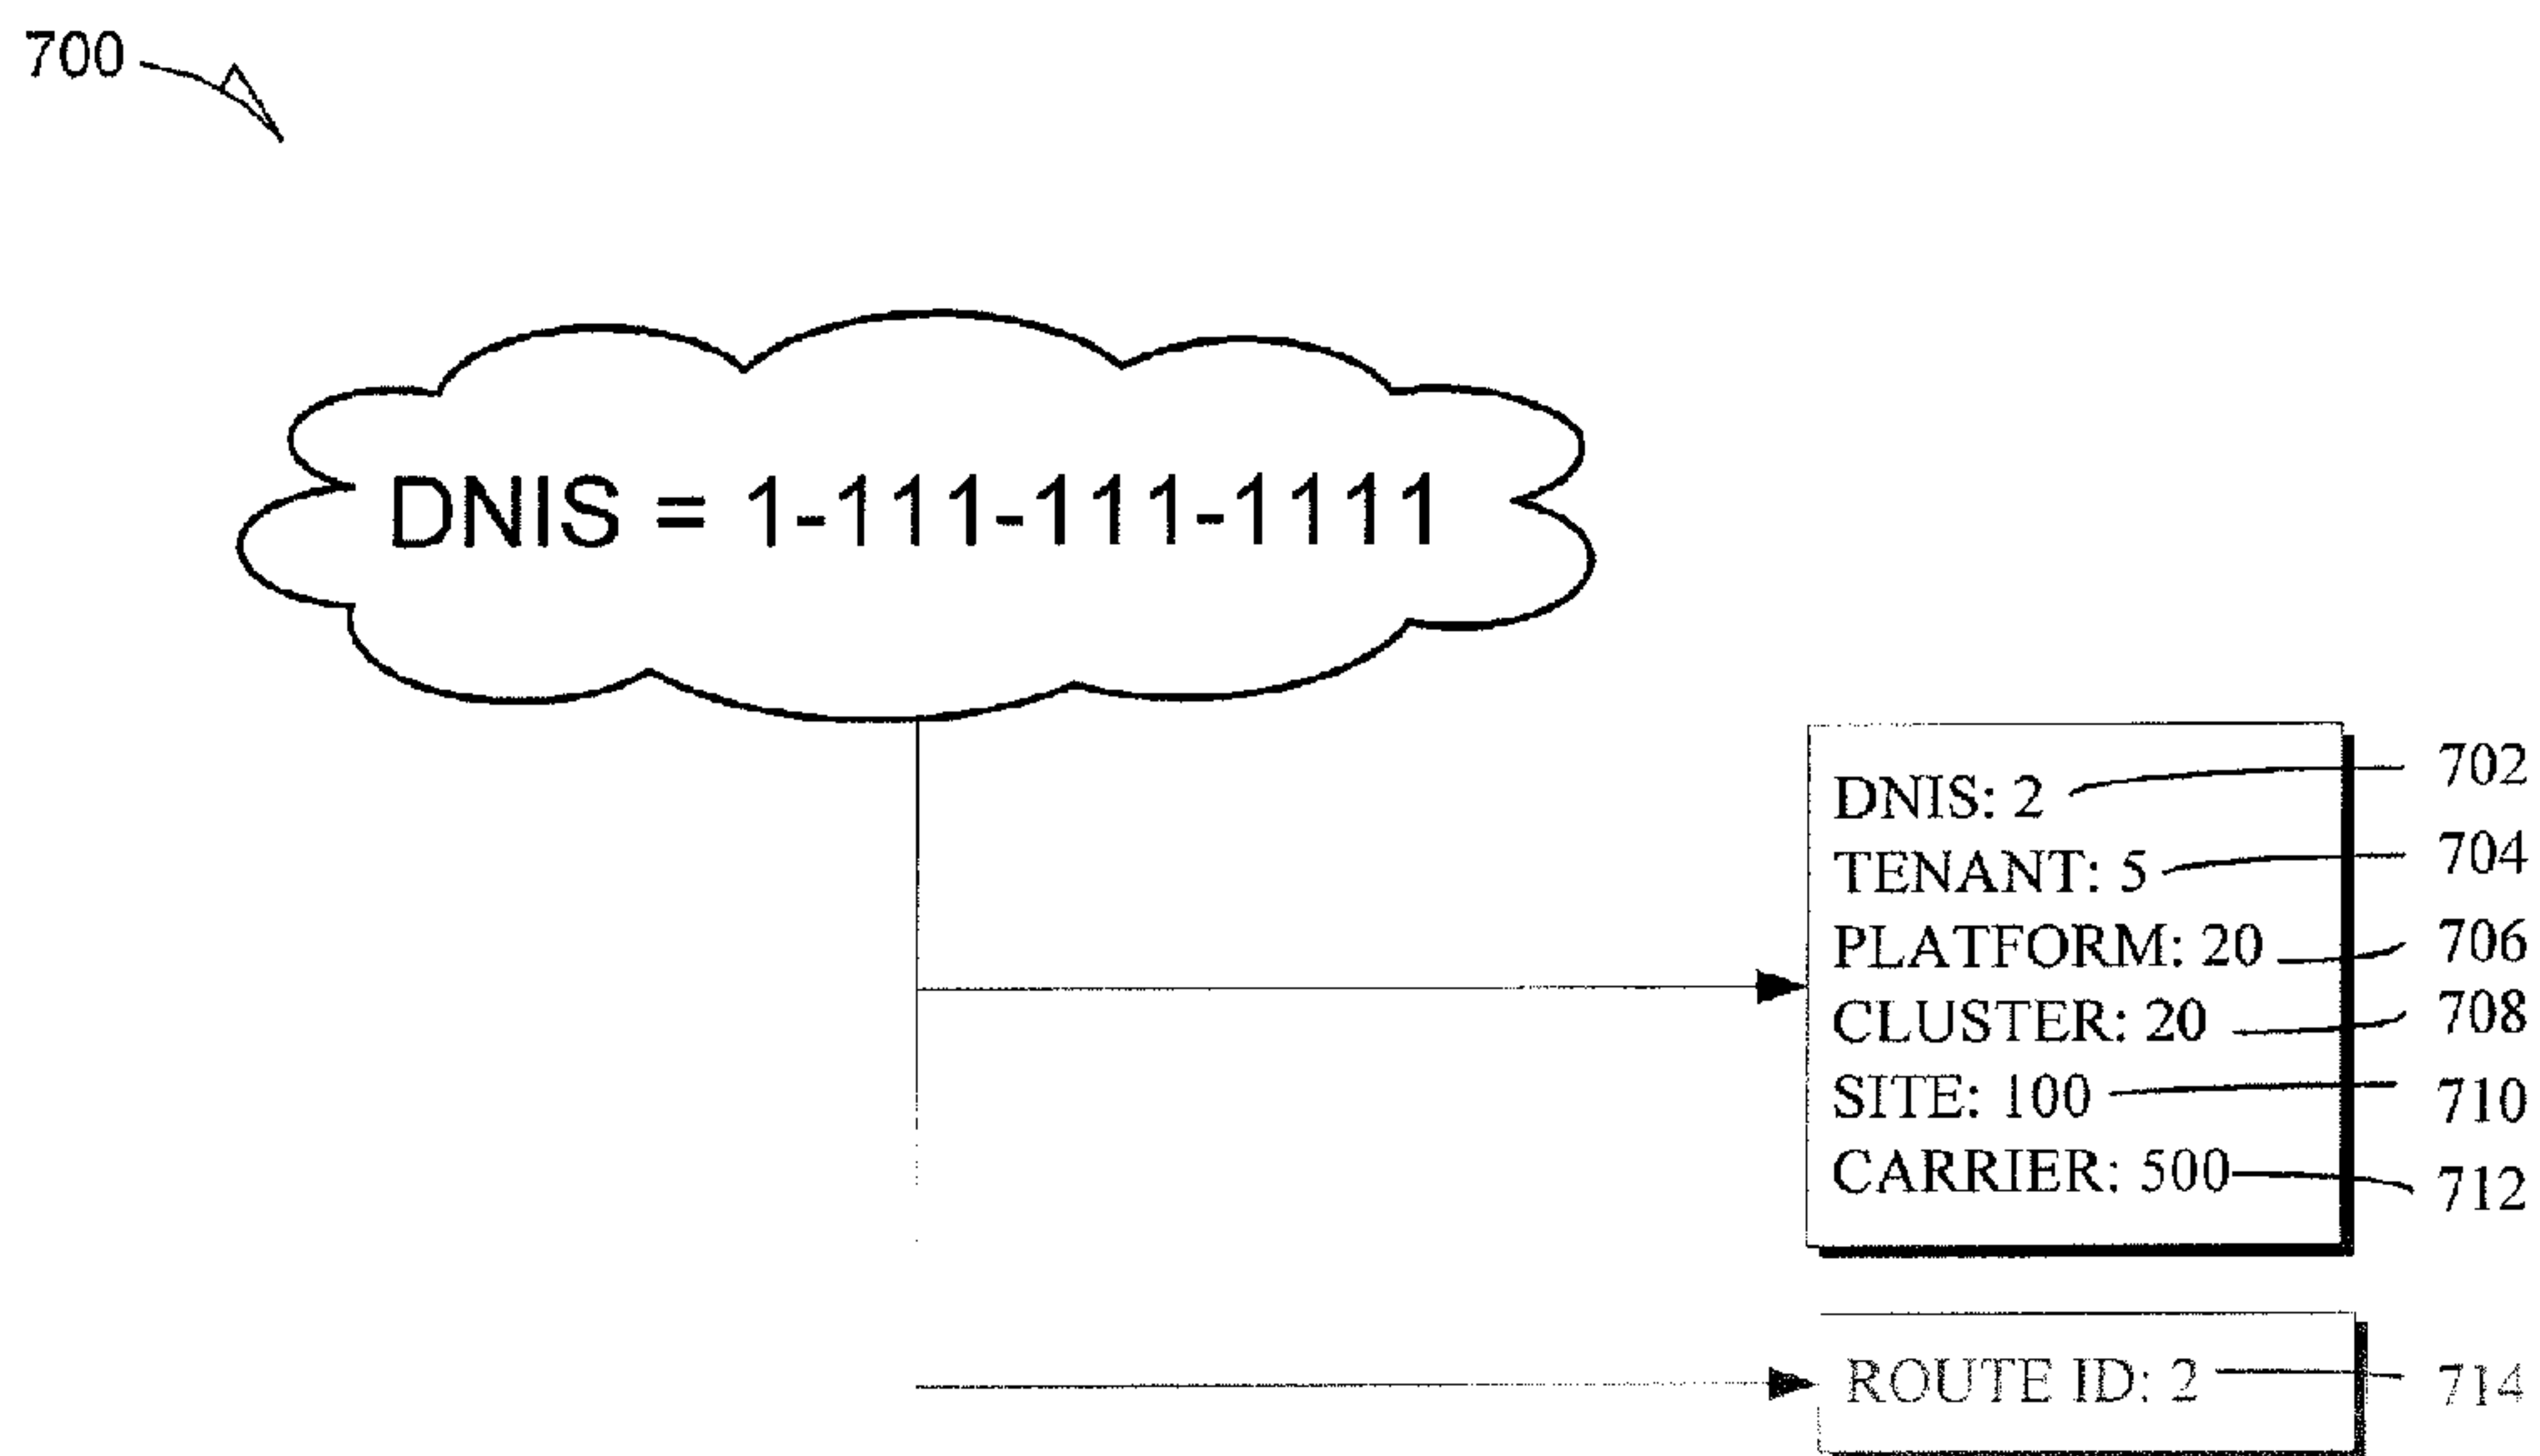 700
DNIS = 1-111-111-1111
DNIS: 2 702
TENANT: 5 704
PLATFORM: 20 706
CLUSTER: 20 708
SITE: 100 710
CARRIER: 500 712
ROUTE ID: 2 714